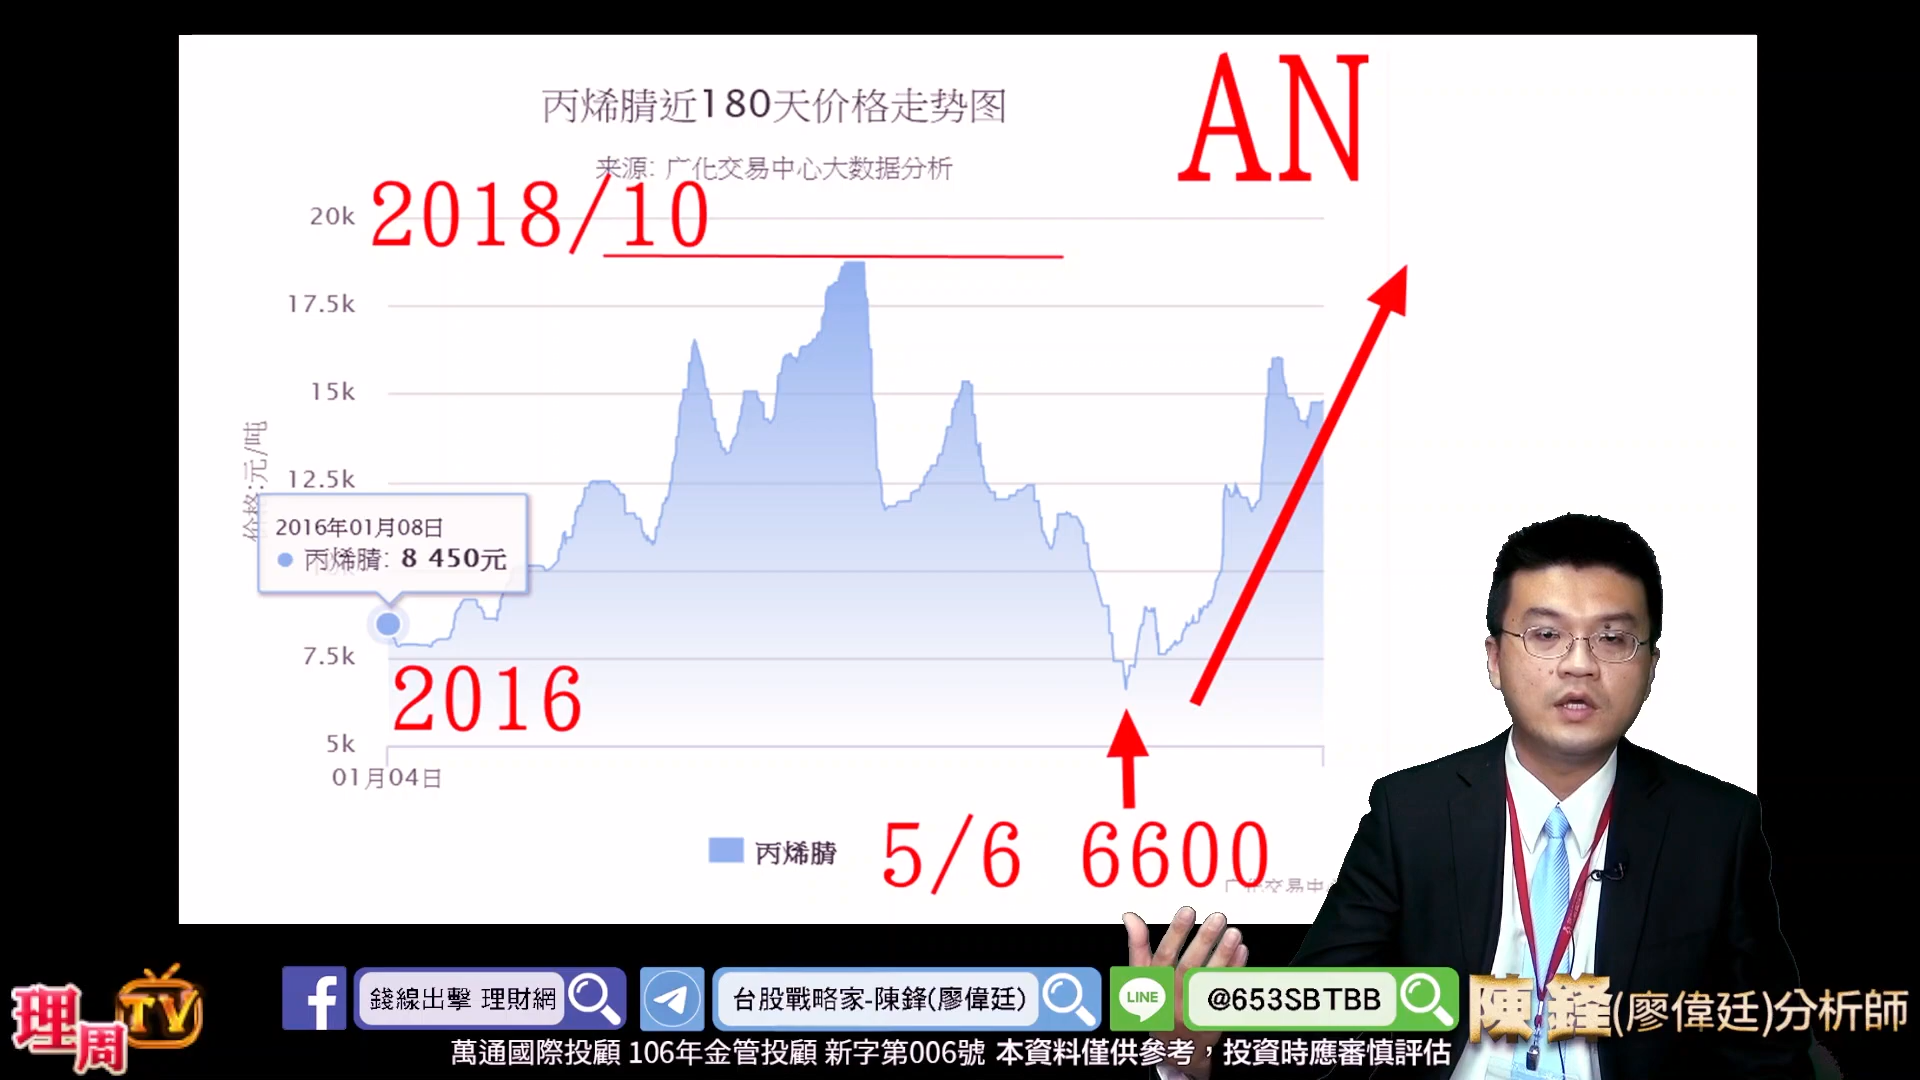 丙烯腈近180天价格走势图
AN
来源: 广化交易中心大数据分析
2018/10
20k
17.5k
15k
12.5k
价格:元/吨
2016年01月08日
丙烯腈: 8 450元
7.5k
2016
5k
01月04日
丙烯腈
5/6 6600
广化交易中
理周TV
錢線出擊 理財網
台股戰略家-陳鋒(廖偉廷)
LINE
@653SBTBB
陳鋒(廖偉廷)分析師
萬通國際投顧 106年金管投顧 新字第006號 本資料僅供參考，投資時應審慎評估